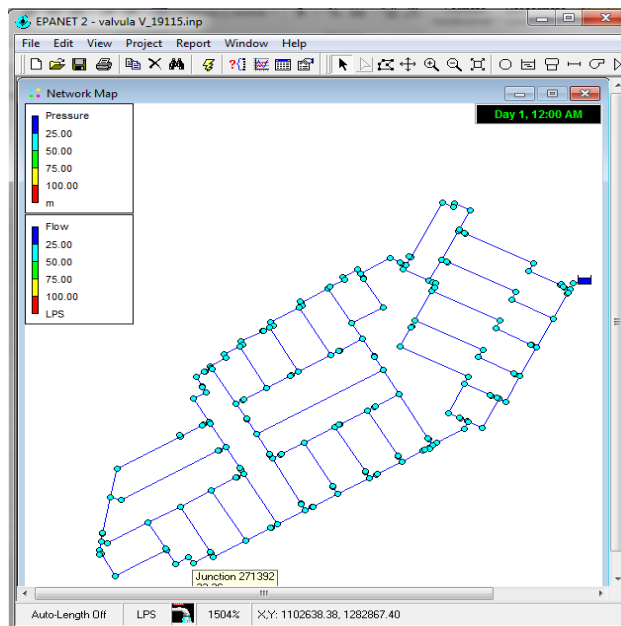 EPANET 2 - valvula V_19115.inp
File Edit View Project Report Window Help
Network Map
Day 1, 12:00 AM
Pressure
25.00
50.00
75.00
100.00
m
Flow
25.00
50.00
75.00
100.00
LPS
Junction 271392
Auto-Length Off LPS 1504% X,Y: 1102638.38, 1282867.40